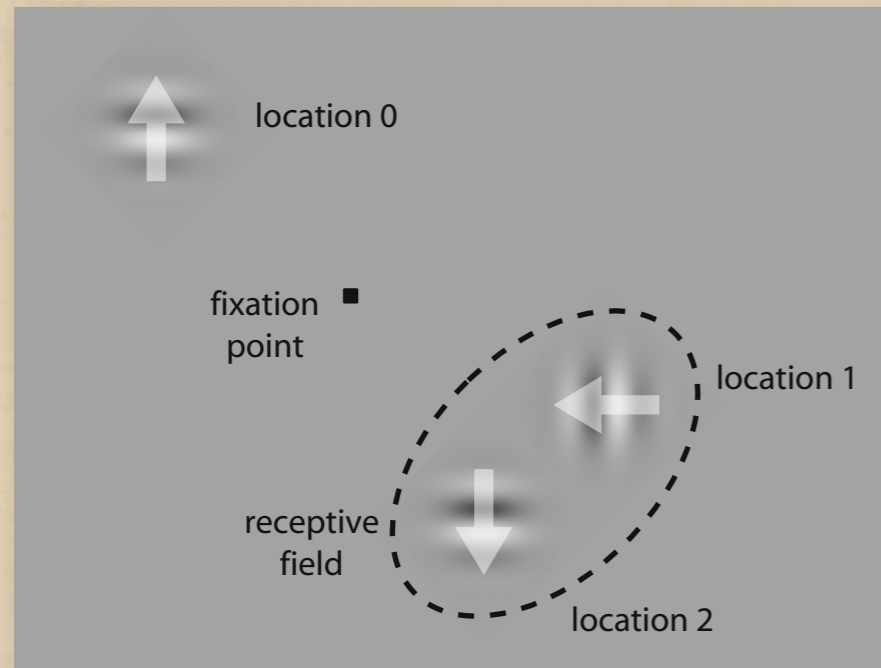 location 0
fixation
point
location 1
receptive
field
location 2